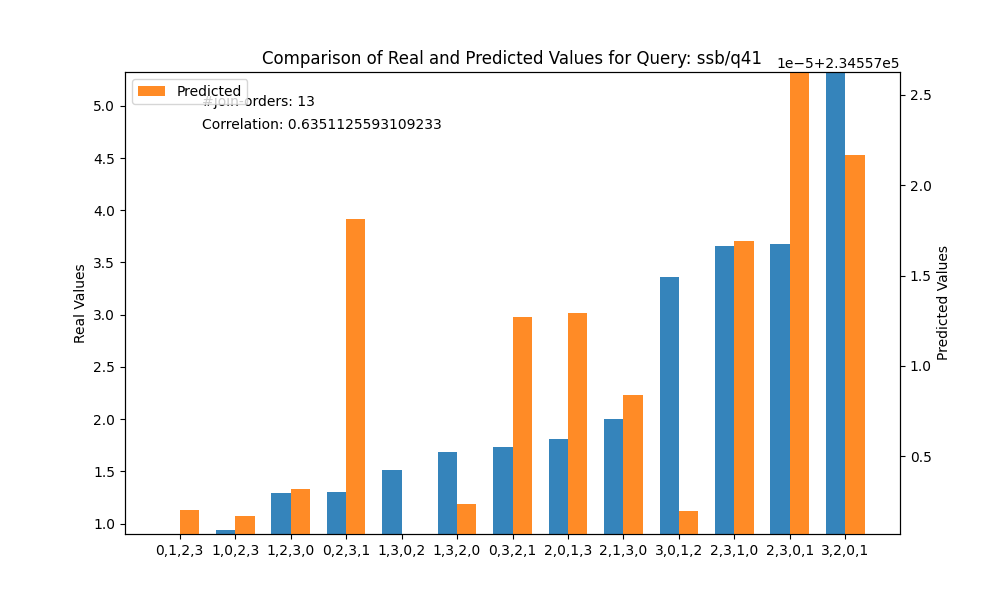 Comparison of Real and Predicted Values for Query: ssb/q41
1e−5+2.34557e5
Predicted
#join-orders: 13
Correlation: 0.6351125593109233
Real Values
5.0
4.5
4.0
3.5
3.0
2.5
2.0
1.5
1.0
2.5
2.0
1.5
1.0
0.5
Predicted Values
0,1,2,3 1,0,2,3 1,2,3,0 0,2,3,1 1,3,0,2 1,3,2,0 0,3,2,1 2,0,1,3 2,1,3,0 3,0,1,2 2,3,1,0 2,3,0,1 3,2,0,1